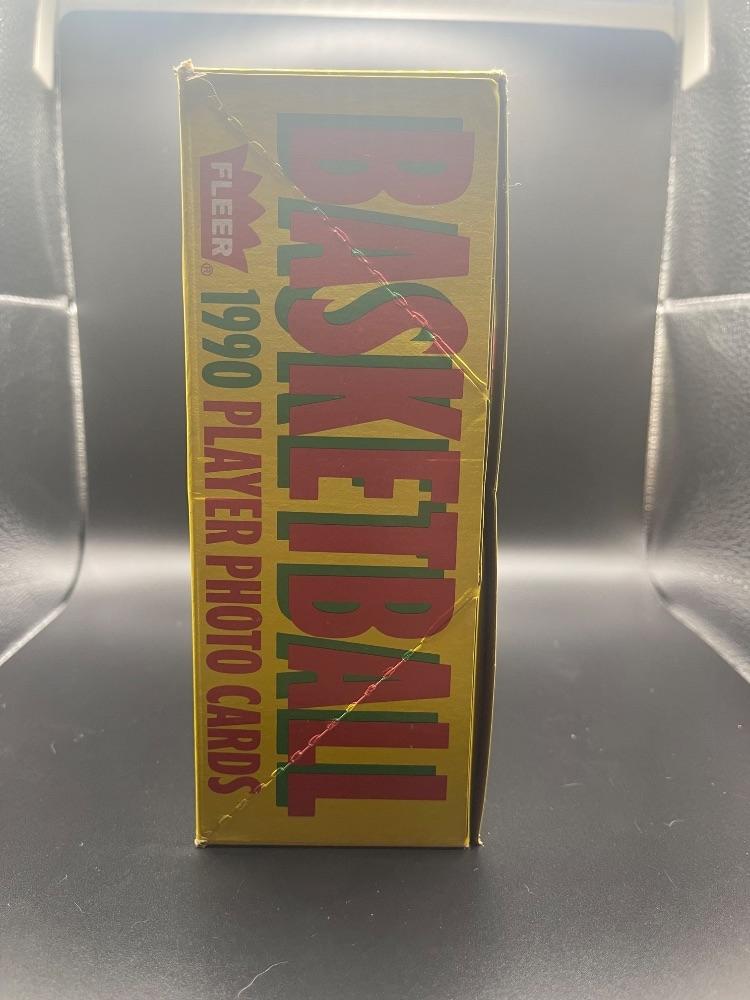 BASKETBALL
FLEER®
1990 PLAYER PHOTO CARDS